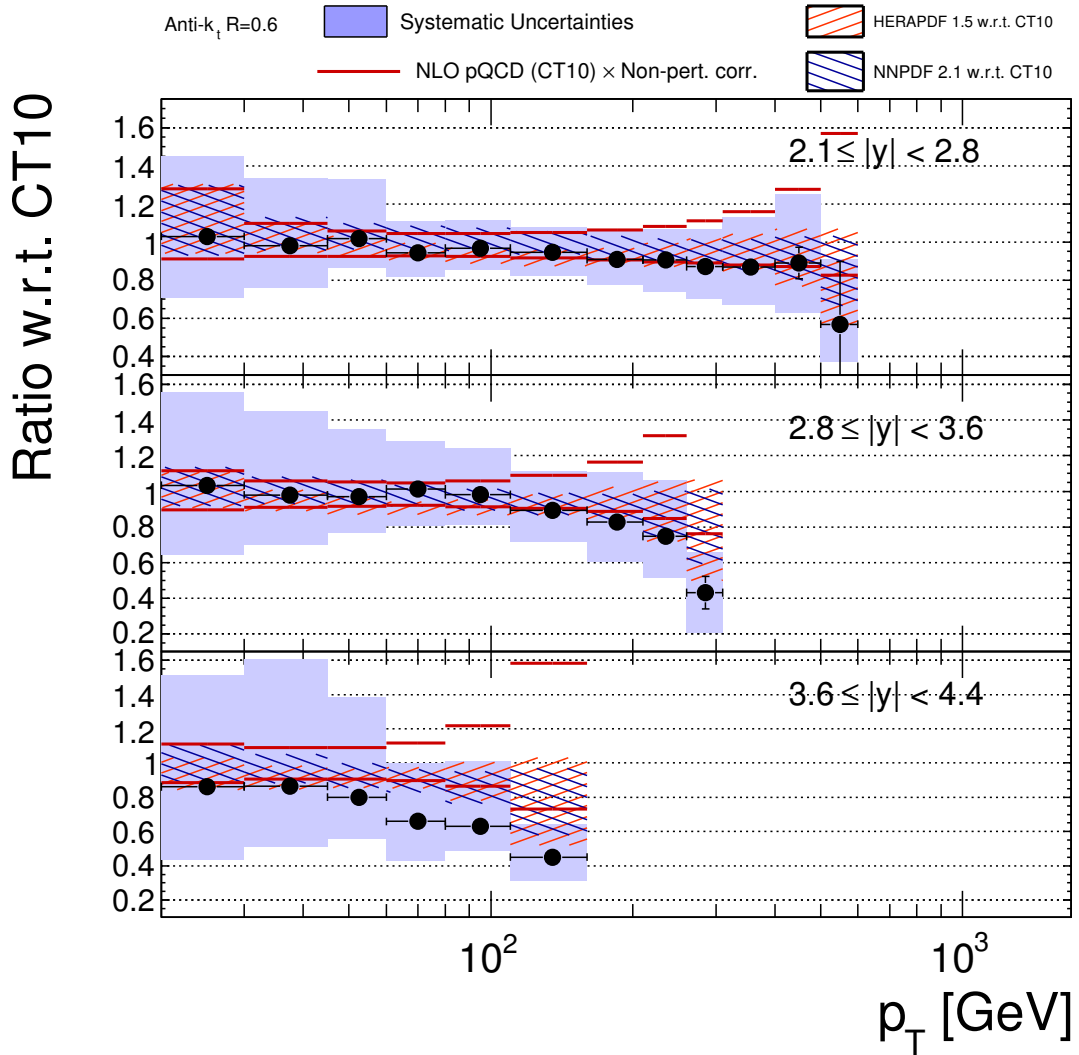 Anti-k_t R=0.6
Systematic Uncertainties
HERAPDF 1.5 w.r.t. CT10
NLO pQCD (CT10) × Non-pert. corr.
NNPDF 2.1 w.r.t. CT10
Ratio w.r.t. CT10
1.6
1.4
1.2
1
0.8
0.6
0.4
2.1 ≤ |y| < 2.8
1.6
1.4
1.2
1
0.8
0.6
0.4
0.2
2.8 ≤ |y| < 3.6
1.6
1.4
1.2
1
0.8
0.6
0.4
0.2
3.6 ≤ |y| < 4.4
10²
10³
p_T [GeV]